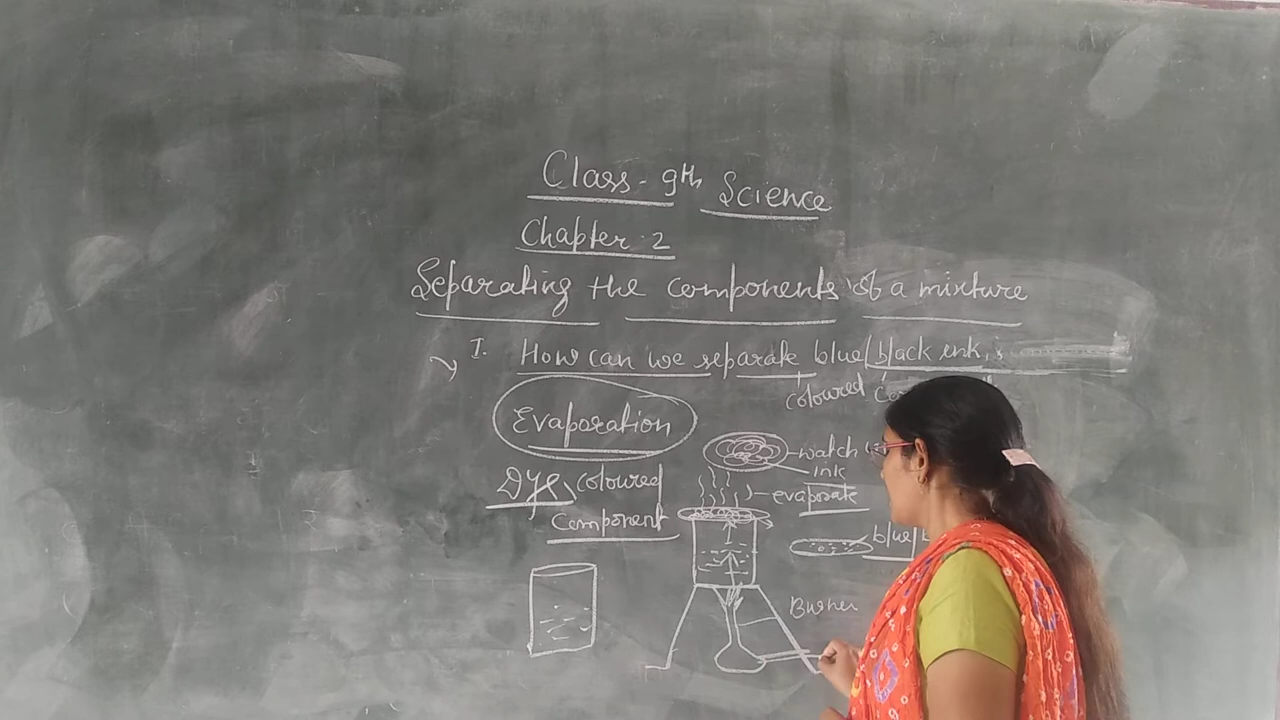 Class - 9th Science
Chapter - 2
Separating the components of a mixture
I. How can we separate blue/black ink
coloured
Evaporation
watch
ink
Dye, coloured
component
evaporate
blue/
Burner